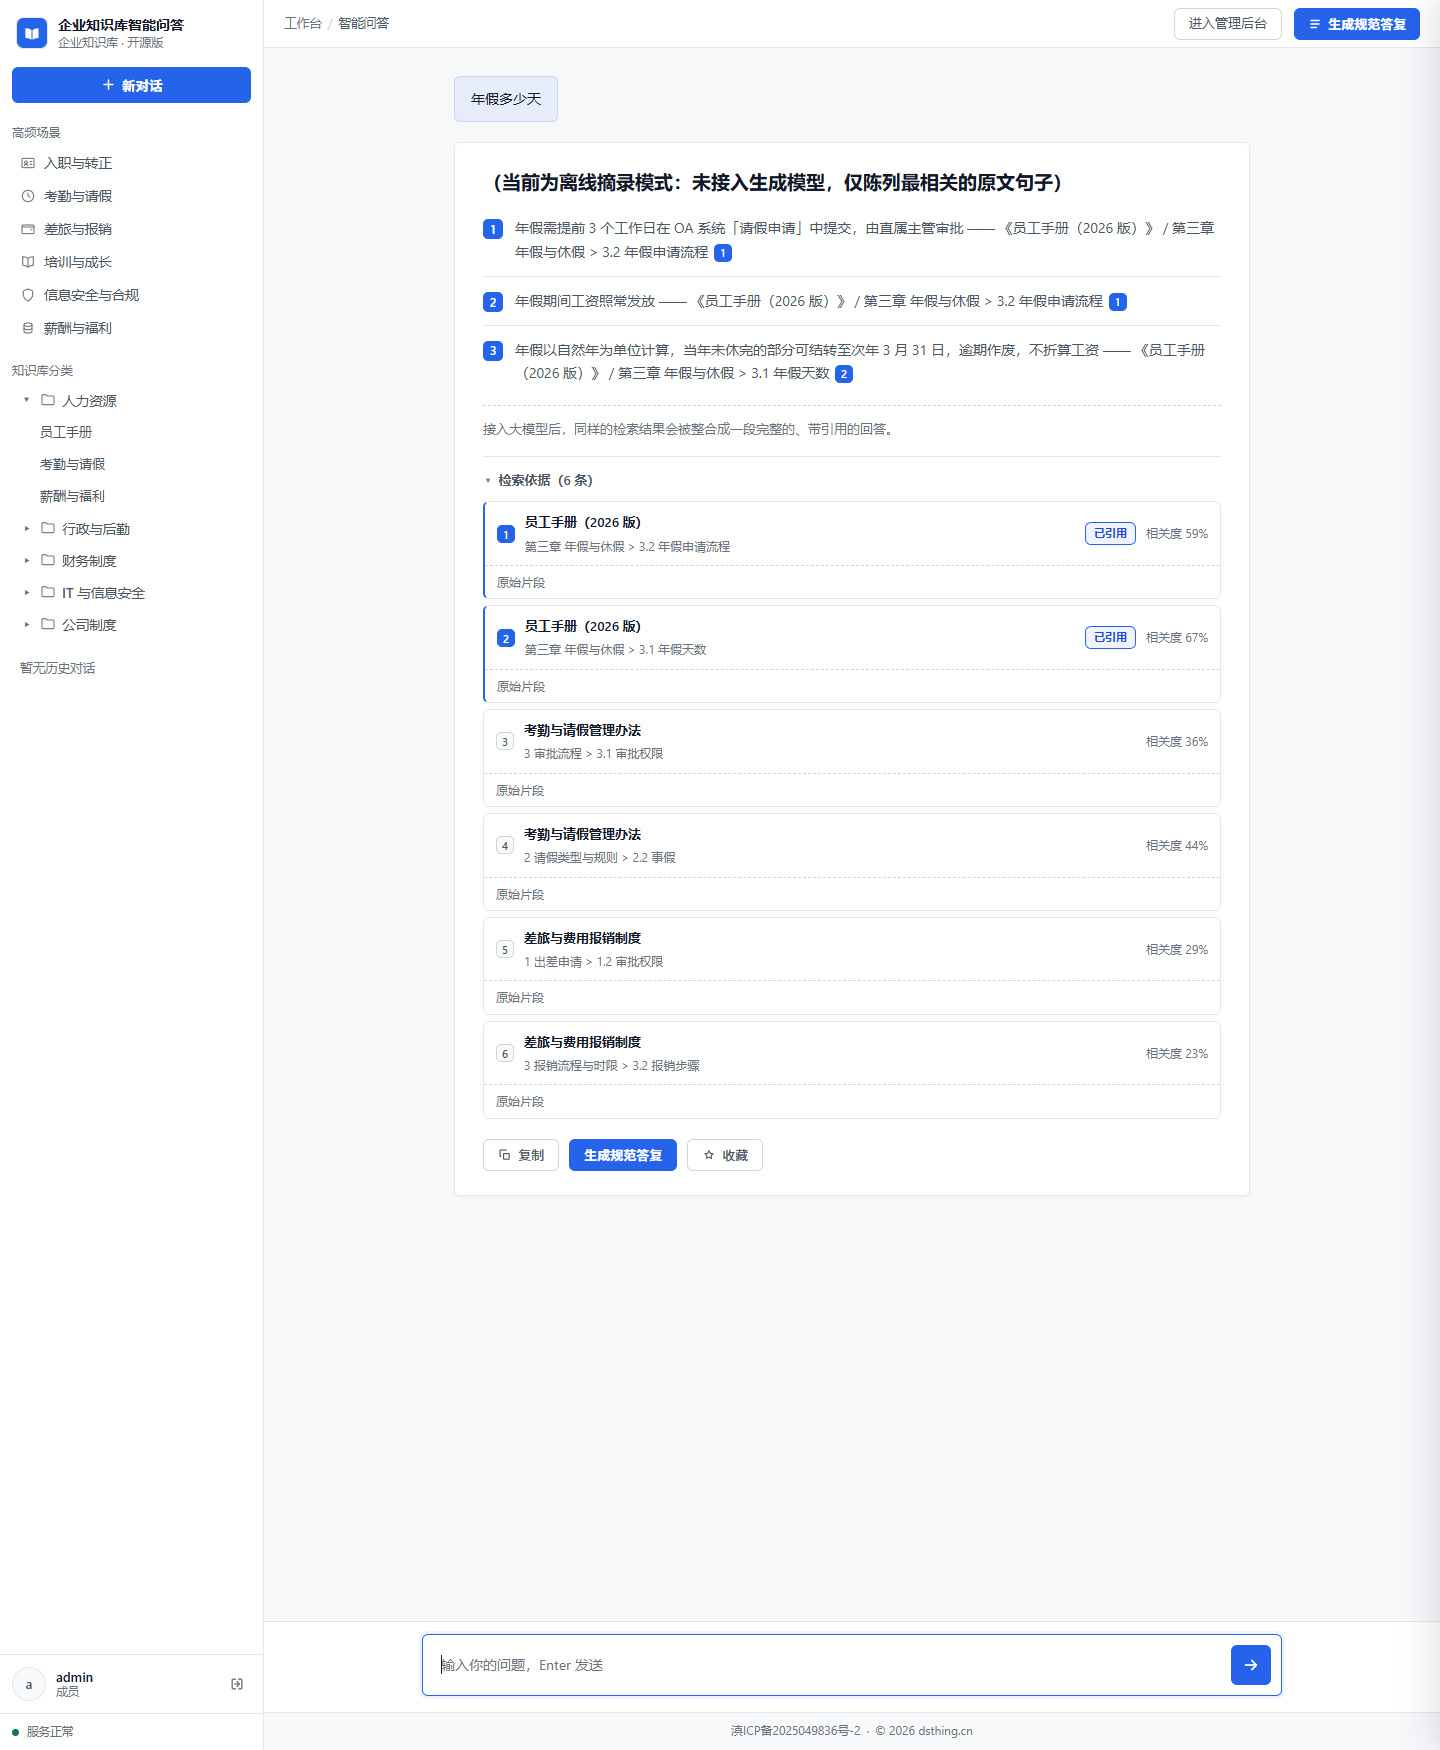 企业知识库智能问答
企业知识库 · 开源版
新对话
高频场景
入职与转正
考勤与请假
差旅与报销
培训与成长
信息安全与合规
薪酬与福利
知识库分类
人力资源
员工手册
考勤与请假
薪酬与福利
行政与后勤
财务制度
IT 与信息安全
公司制度
暂无历史对话
a
admin
成员
服务正常
工作台 / 智能问答
进入管理后台
生成规范答复
年假多少天
（当前为离线摘录模式：未接入生成模型，仅陈列最相关的原文句子）
1 年假需提前 3 个工作日在 OA 系统「请假申请」中提交，由直属主管审批 —— 《员工手册（2026 版）》 / 第三章
年假与休假 > 3.2 年假申请流程 1
2 年假期间工资照常发放 —— 《员工手册（2026 版）》 / 第三章 年假与休假 > 3.2 年假申请流程 1
3 年假以自然年为单位计算，当年未休完的部分可结转至次年 3 月 31 日，逾期作废，不折算工资 —— 《员工手册
（2026 版）》 / 第三章 年假与休假 > 3.1 年假天数 2
接入大模型后，同样的检索结果会被整合成一段完整的、带引用的回答。
检索依据（6 条）
1
员工手册（2026 版）
第三章 年假与休假 > 3.2 年假申请流程
已引用 相关度 59%
原始片段
2
员工手册（2026 版）
第三章 年假与休假 > 3.1 年假天数
已引用 相关度 67%
原始片段
3
考勤与请假管理办法
3 审批流程 > 3.1 审批权限
相关度 36%
原始片段
4
考勤与请假管理办法
2 请假类型与规则 > 2.2 事假
相关度 44%
原始片段
5
差旅与费用报销制度
1 出差申请 > 1.2 审批权限
相关度 29%
原始片段
6
差旅与费用报销制度
3 报销流程与时限 > 3.2 报销步骤
相关度 23%
原始片段
复制
生成规范答复
收藏
输入你的问题，Enter 发送
滇ICP备2025049836号-2 · © 2026 dsthing.cn